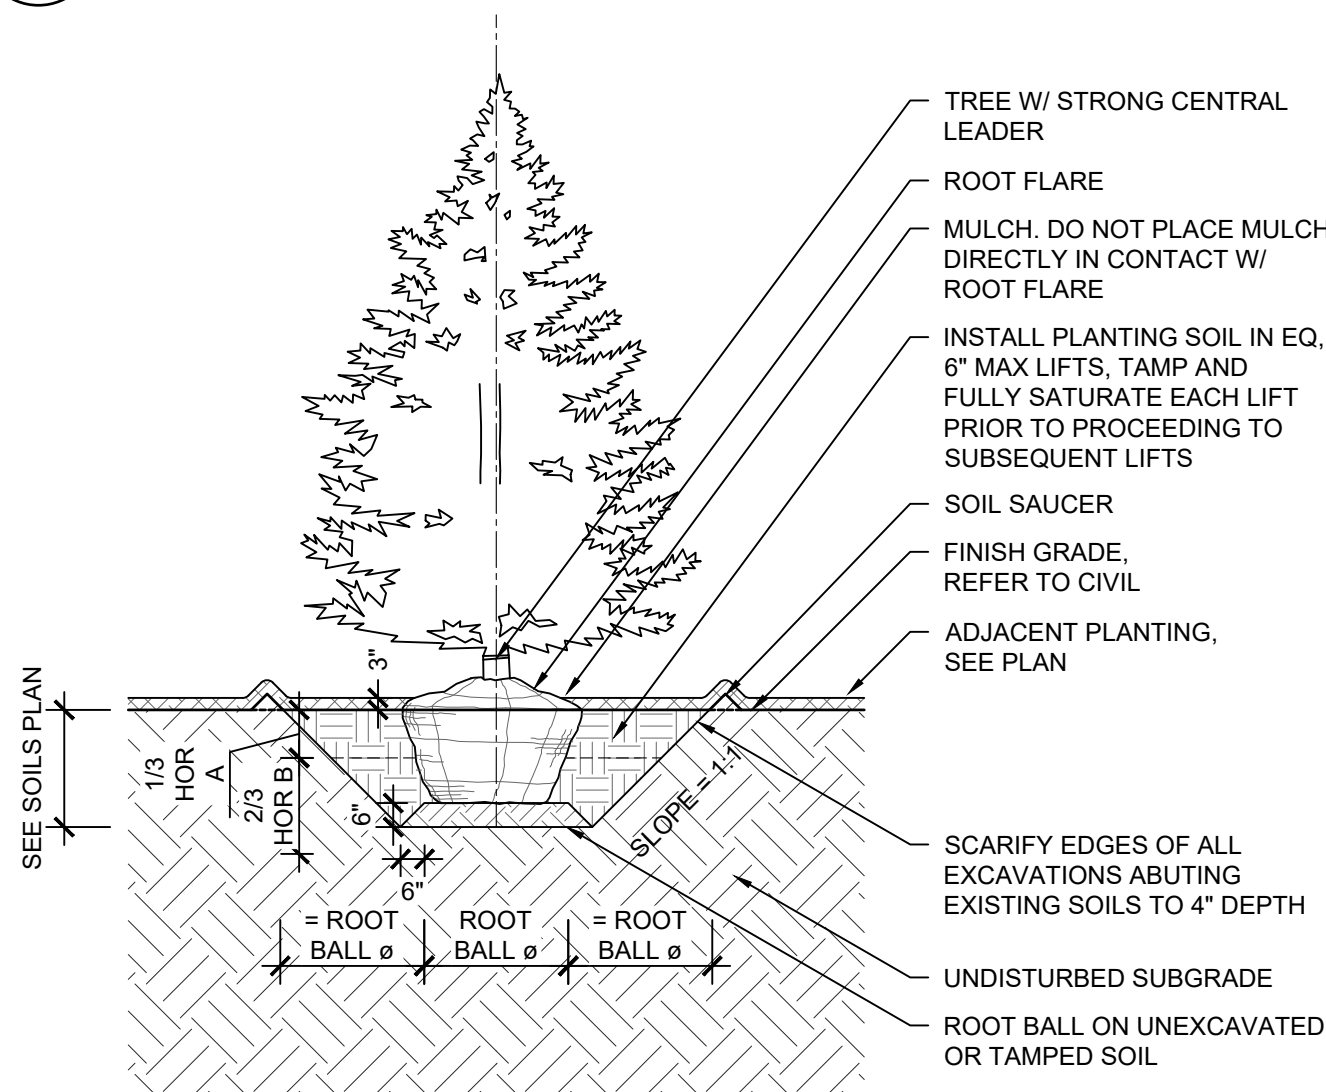 TREE W/ STRONG CENTRAL
LEADER
ROOT FLARE
MULCH. DO NOT PLACE MULCH
DIRECTLY IN CONTACT W/
ROOT FLARE
INSTALL PLANTING SOIL IN EQ,
6" MAX LIFTS, TAMP AND
FULLY SATURATE EACH LIFT
PRIOR TO PROCEEDING TO
SUBSEQUENT LIFTS
SOIL SAUCER
FINISH GRADE,
REFER TO CIVIL
ADJACENT PLANTING,
SEE PLAN
SCARIFY EDGES OF ALL
EXCAVATIONS ABUTING
EXISTING SOILS TO 4" DEPTH
UNDISTURBED SUBGRADE
ROOT BALL ON UNEXCAVATED
OR TAMPED SOIL
SEE SOILS PLAN
1/3
HOR
A
2/3
HOR B
3"
6"
6"
SLOPE = 1:1
= ROOT
BALL ø
ROOT
BALL ø
= ROOT
BALL ø